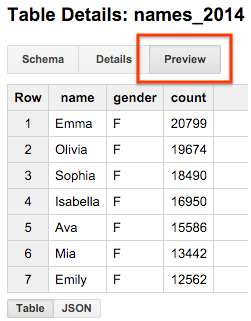 Table Details: names_2014
Schema Details Preview
Row name gender count
1 Emma F 20799
2 Olivia F 19674
3 Sophia F 18490
4 Isabella F 16950
5 Ava F 15586
6 Mia F 13442
7 Emily F 12562
Table JSON